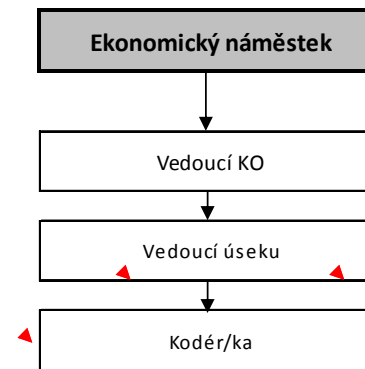 Ekonomický náměstek
Vedoucí KO
Vedoucí úseku
Kodér/ka